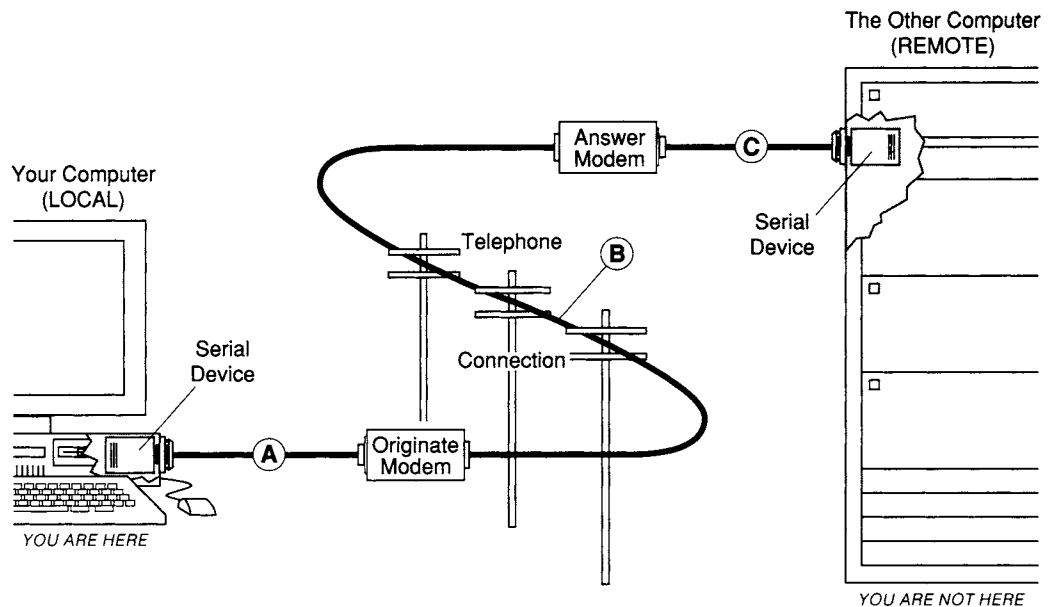 The Other Computer
(REMOTE)
Answer
Modem
C
Your Computer
(LOCAL)
Serial
Device
Telephone
B
Connection
Serial
Device
Originate
Modem
A
YOU ARE HERE
YOU ARE NOT HERE